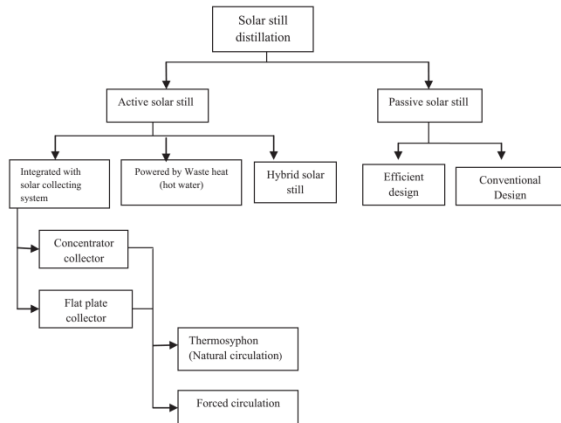 Solar still
distillation
Active solar still
Passive solar still
Integrated with
solar collecting
system
Powered by Waste heat
(hot water)
Hybrid solar
still
Efficient
design
Conventional
Design
Concentrator
collector
Flat plate
collector
Thermosyphon
(Natural circulation)
Forced circulation